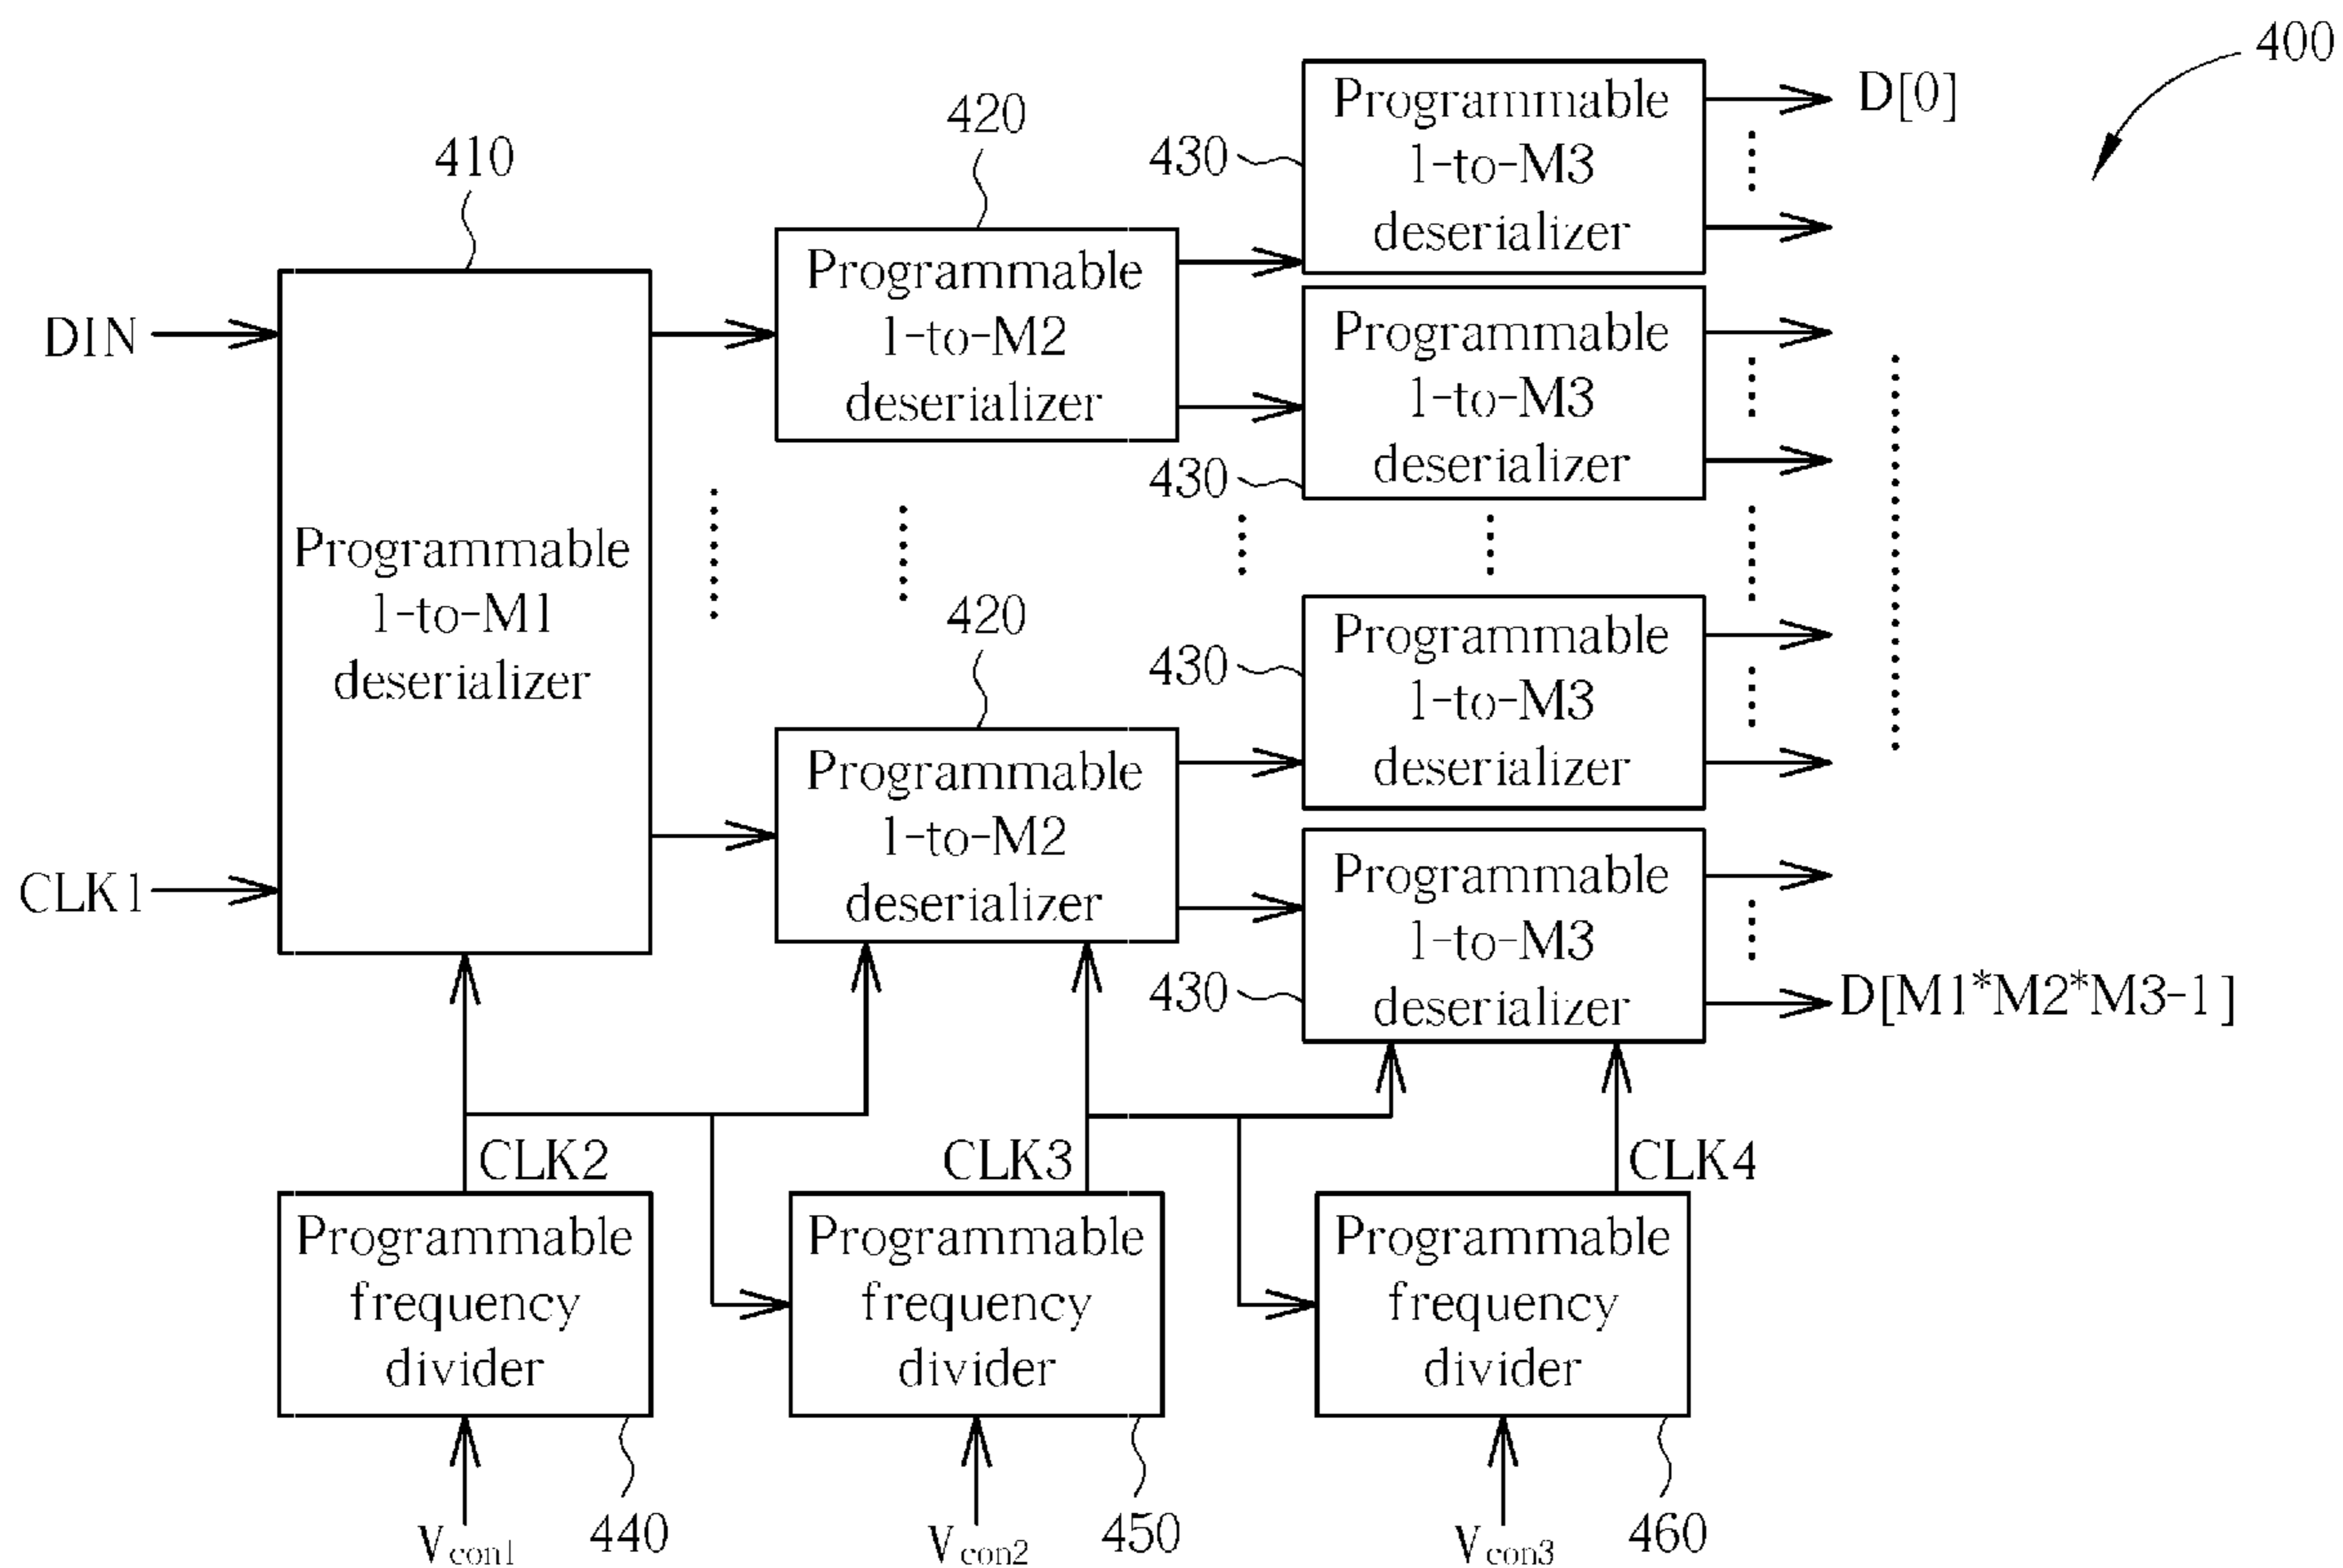 400
410
420
430
Programmable
1-to-M3
deserializer
D[0]
DIN
Programmable
1-to-M2
deserializer
Programmable
1-to-M3
deserializer
430
Programmable
1-to-M1
deserializer
420
430
Programmable
1-to-M3
deserializer
CLK1
Programmable
1-to-M2
deserializer
Programmable
1-to-M3
deserializer
430
D[M1*M2*M3-1]
CLK2
CLK3
CLK4
Programmable
frequency
divider
Programmable
frequency
divider
Programmable
frequency
divider
Vcon1
440
Vcon2
450
Vcon3
460